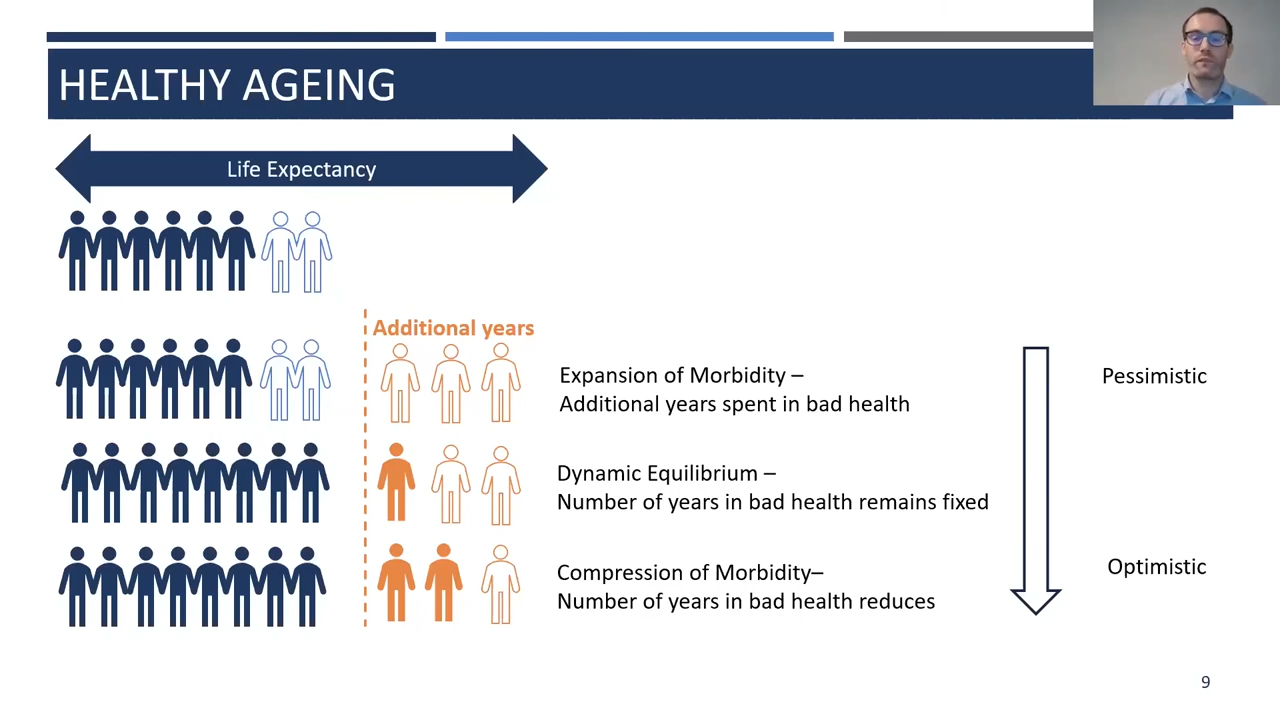 HEALTHY AGEING
Life Expectancy
Additional years
Expansion of Morbidity –
Additional years spent in bad health
Pessimistic
Dynamic Equilibrium –
Number of years in bad health remains fixed
Compression of Morbidity–
Number of years in bad health reduces
Optimistic
9